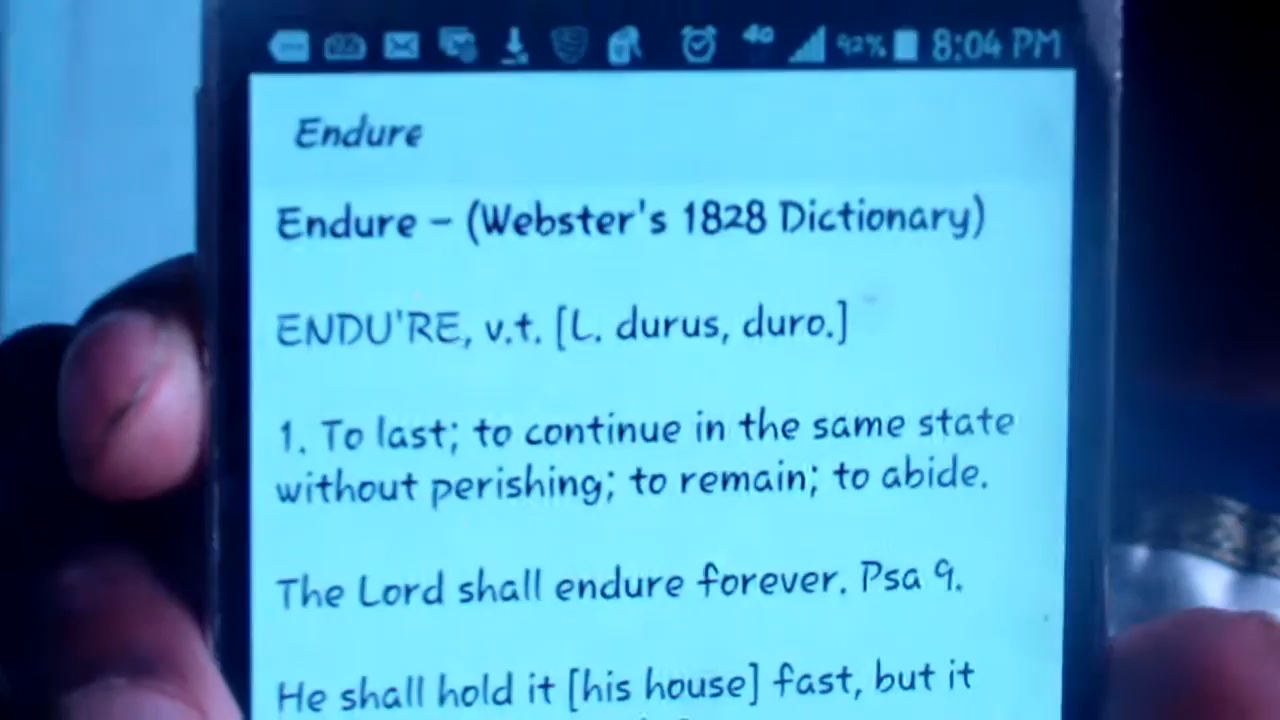 4G 92% 8:04 PM
Endure
Endure - (Webster's 1828 Dictionary)
ENDU'RE, v.t. [L. durus, duro.]
1. To last; to continue in the same state
without perishing; to remain; to abide.
The Lord shall endure forever. Psa 9.
He shall hold it [his house] fast, but it